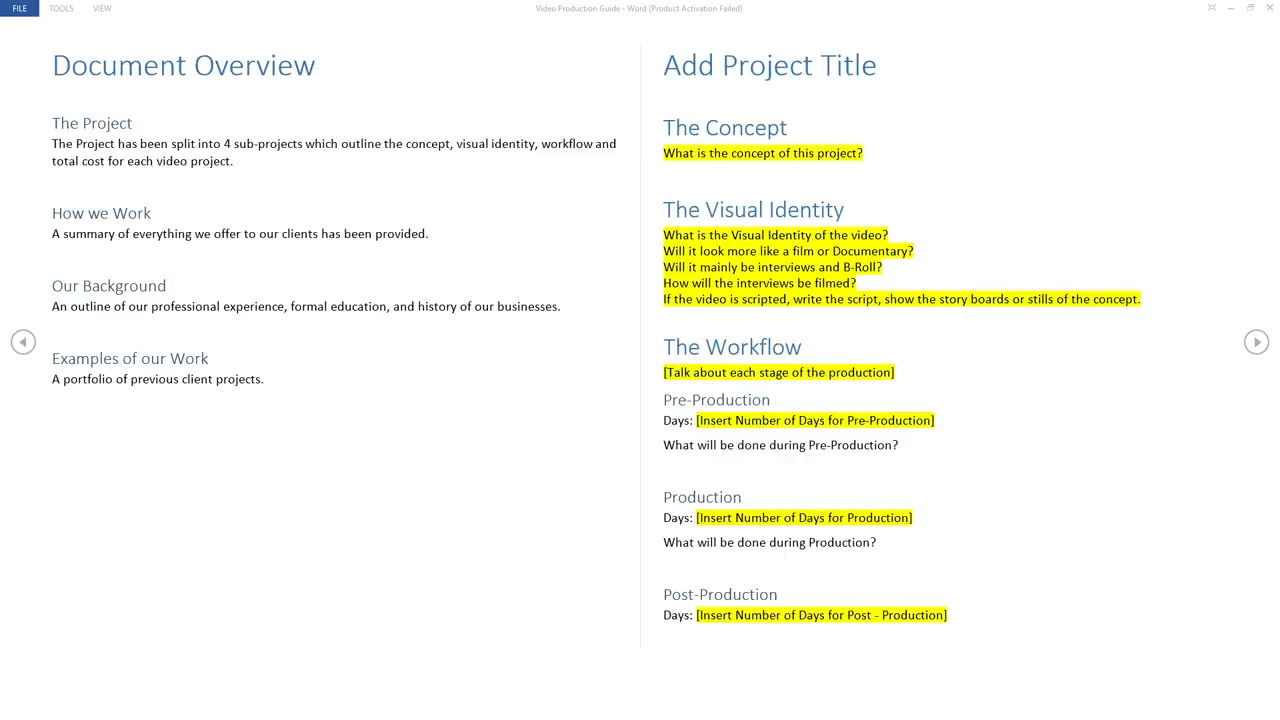 FILE TOOLS VIEW Video Production Guide - Word (Product Activation Failed)
Document Overview
The Project
The Project has been split into 4 sub-projects which outline the concept, visual identity, workflow and
total cost for each video project.
How we Work
A summary of everything we offer to our clients has been provided.
Our Background
An outline of our professional experience, formal education, and history of our businesses.
Examples of our Work
A portfolio of previous client projects.
Add Project Title
The Concept
What is the concept of this project?
The Visual Identity
What is the Visual Identity of the video?
Will it look more like a film or Documentary?
Will it mainly be interviews and B-Roll?
How will the interviews be filmed?
If the video is scripted, write the script, show the story boards or stills of the concept.
The Workflow
[Talk about each stage of the production]
Pre-Production
Days: [Insert Number of Days for Pre-Production]
What will be done during Pre-Production?
Production
Days: [Insert Number of Days for Production]
What will be done during Production?
Post-Production
Days: [Insert Number of Days for Post - Production]